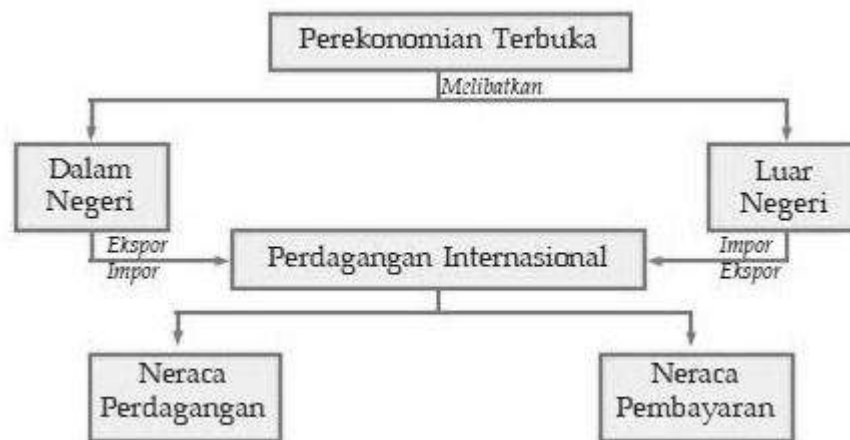 Perekonomian Terbuka
Melibatkan
Dalam
Negeri
Luar
Negeri
Ekspor
Impor
Perdagangan Internasional
Impor
Ekspor
Neraca
Perdagangan
Neraca
Pembayaran